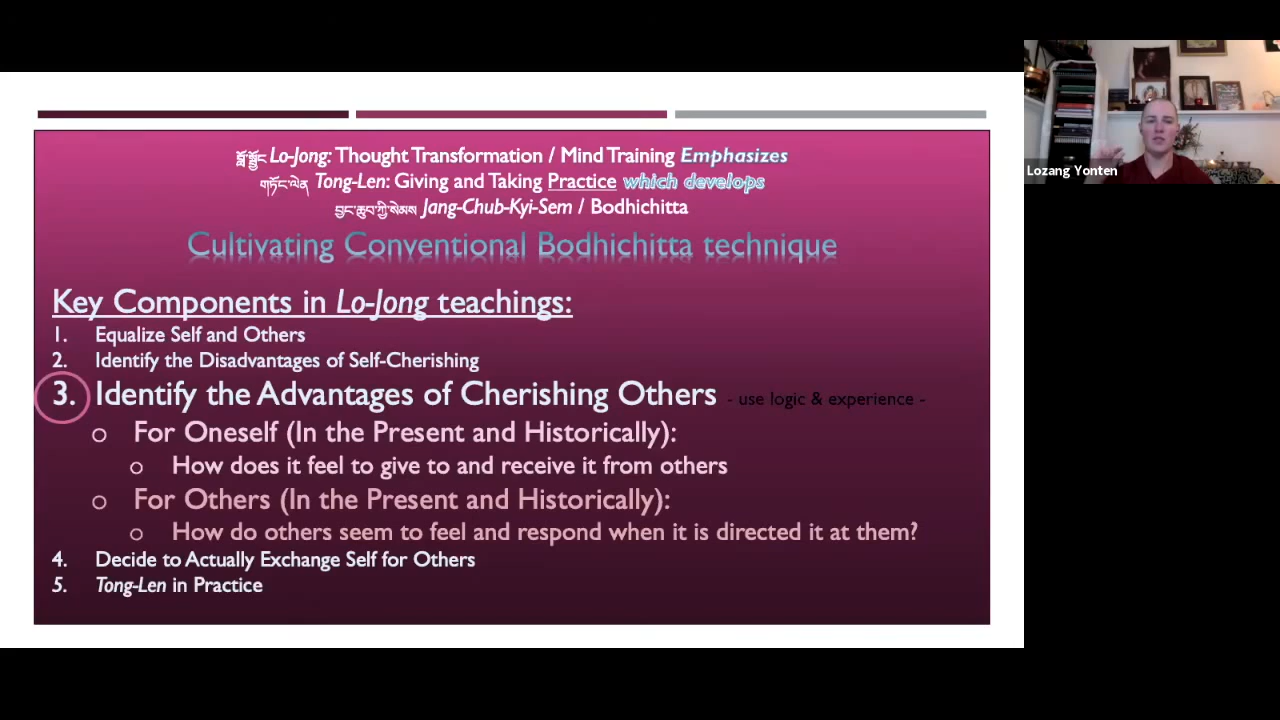 བློ་སྦྱོང་ Lo-Jong: Thought Transformation / Mind Training Emphasizes
གཏོང་ལེན་ Tong-Len: Giving and Taking Practice which develops
བྱང་ཆུབ་ཀྱི་སེམས Jang-Chub-Kyi-Sem / Bodhichitta
Cultivating Conventional Bodhichitta technique
Key Components in Lo-Jong teachings:
1. Equalize Self and Others
2. Identify the Disadvantages of Self-Cherishing
3. Identify the Advantages of Cherishing Others - use logic & experience -
o For Oneself (In the Present and Historically):
o How does it feel to give to and receive it from others
o For Others (In the Present and Historically):
o How do others seem to feel and respond when it is directed it at them?
4. Decide to Actually Exchange Self for Others
5. Tong-Len in Practice
Lozang Yonten